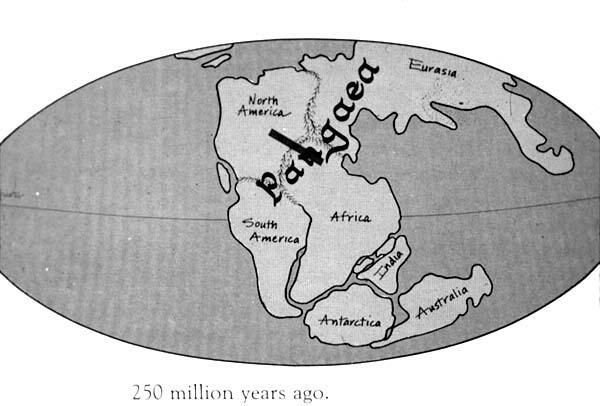 Eurasia
North
America
Pangaea
South
America
Africa
India
Australia
Antarctica
250 million years ago.